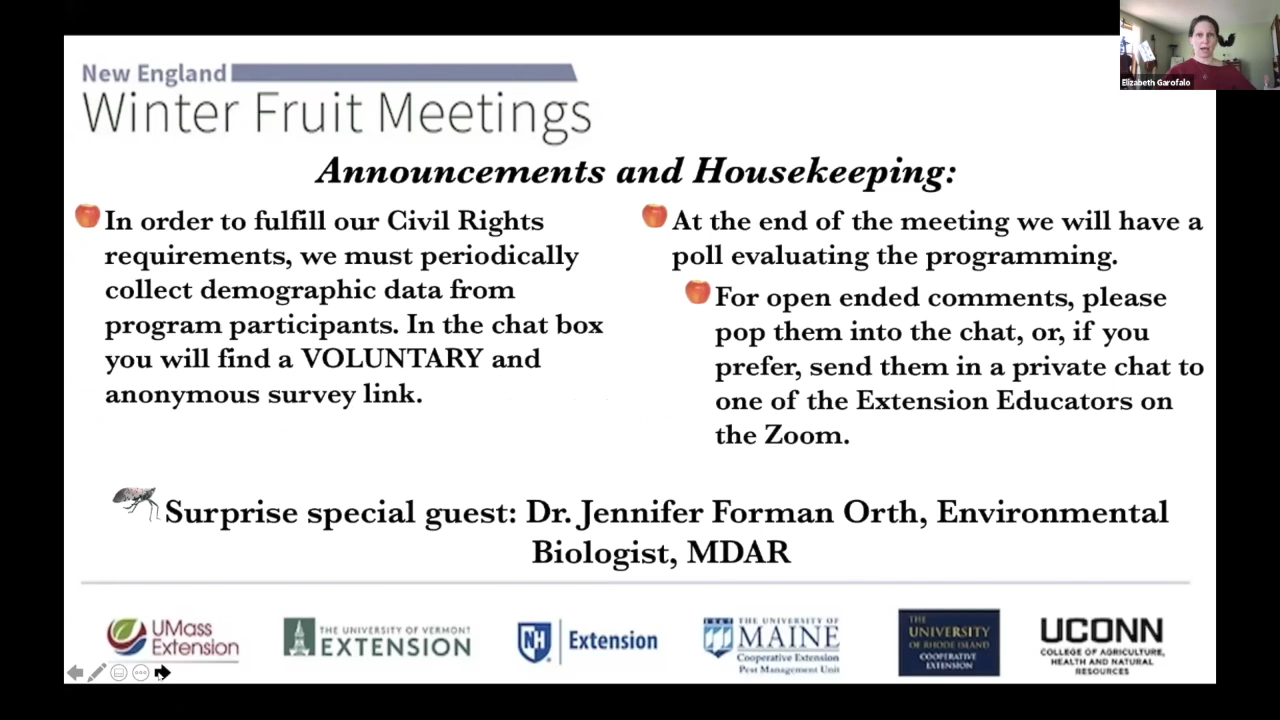 Elizabeth Garofalo
New England
Winter Fruit Meetings
Announcements and Housekeeping:
In order to fulfill our Civil Rights
requirements, we must periodically
collect demographic data from
program participants. In the chat box
you will find a VOLUNTARY and
anonymous survey link.
At the end of the meeting we will have a
poll evaluating the programming.
For open ended comments, please
pop them into the chat, or, if you
prefer, send them in a private chat to
one of the Extension Educators on
the Zoom.
Surprise special guest: Dr. Jennifer Forman Orth, Environmental
Biologist, MDAR
UMass
Extension
THE UNIVERSITY OF VERMONT
EXTENSION
NH
Extension
THE UNIVERSITY OF
MAINE
Cooperative Extension
Pest Management Unit
THE
UNIVERSITY
OF RHODE ISLAND
COOPERATIVE
EXTENSION
UCONN
COLLEGE OF AGRICULTURE,
HEALTH AND NATURAL
RESOURCES